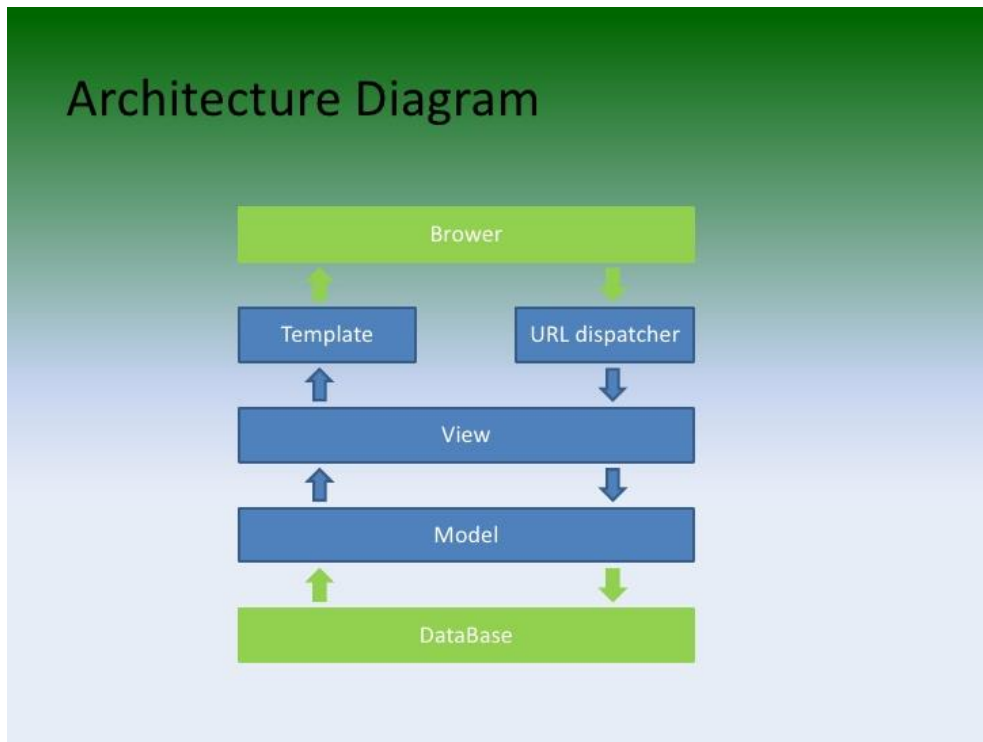 Architecture Diagram
Brower
Template
URL dispatcher
View
Model
DataBase